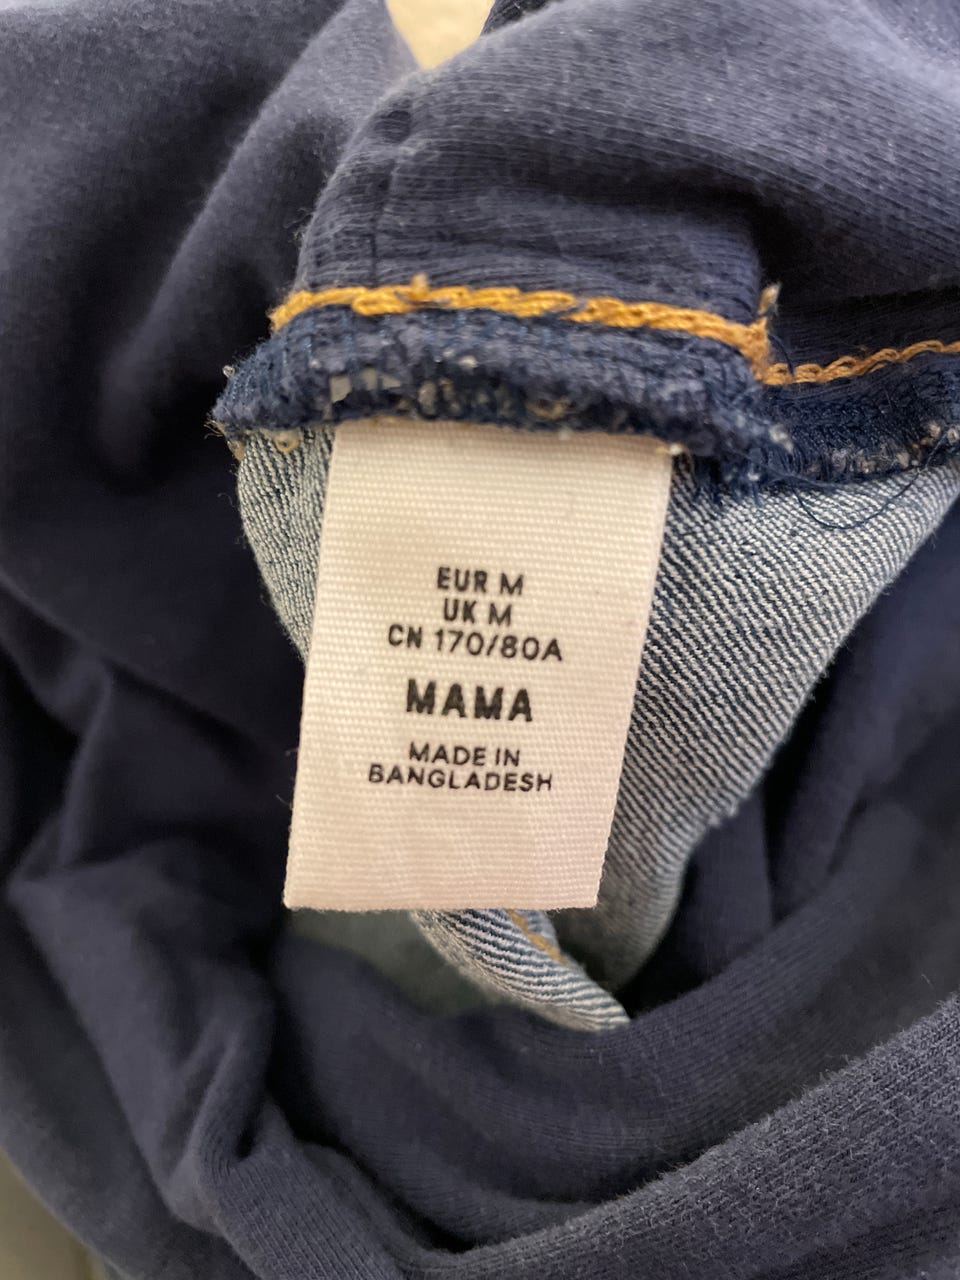 EUR M
UK M
CN 170/80A
MAMA
MADE IN
BANGLADESH